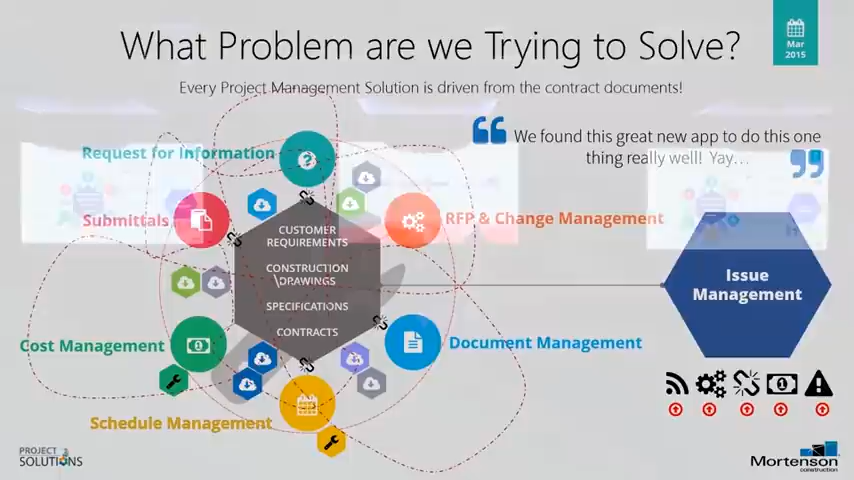 What Problem are we Trying to Solve?
Mar
2015
Every Project Management Solution is driven from the contract documents!
We found this great new app to do this one
thing really well! Yay...
Request for Information
Submittals
RFP & Change Management
CUSTOMER
REQUIREMENTS
CONSTRUCTION
DRAWINGS
SPECIFICATIONS
CONTRACTS
Issue
Management
Cost Management
Document Management
Schedule Management
PROJECT
SOLUTIONS
Mortenson
construction